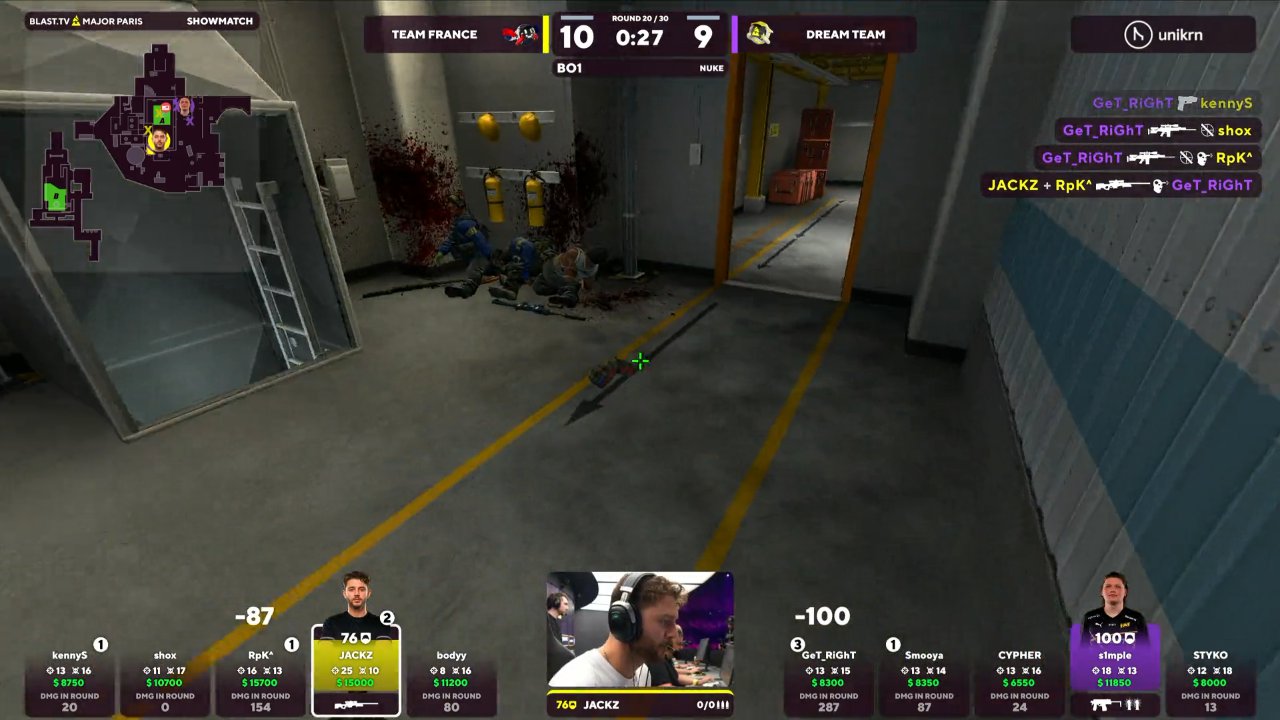 BLAST.TV MAJOR PARIS SHOWMATCH
TEAM FRANCE 10 ROUND 20 / 30 0:27 9 DREAM TEAM
BO1 NUKE
unikrn
GeT_RiGhT kennyS
GeT_RiGhT shox
GeT_RiGhT RpK^
JACKZ + RpK^ GeT_RiGhT
-87 -100
kennyS 1
13 16
$8750
DMG IN ROUND
20
shox
11 17
$10700
DMG IN ROUND
0
RpK^ 1
16 13
$15700
DMG IN ROUND
154
2
76
JACKZ
25 10
$15000
bodyy
8 16
$11200
DMG IN ROUND
80
76 JACKZ 0/0
3 GeT_RiGhT
13 15
$8300
DMG IN ROUND
287
1 Smooya
13 14
$8350
DMG IN ROUND
87
CYPHER
13 16
$6550
DMG IN ROUND
24
100
s1mple
18 13
$11850
STYKO
12 18
$8000
DMG IN ROUND
13